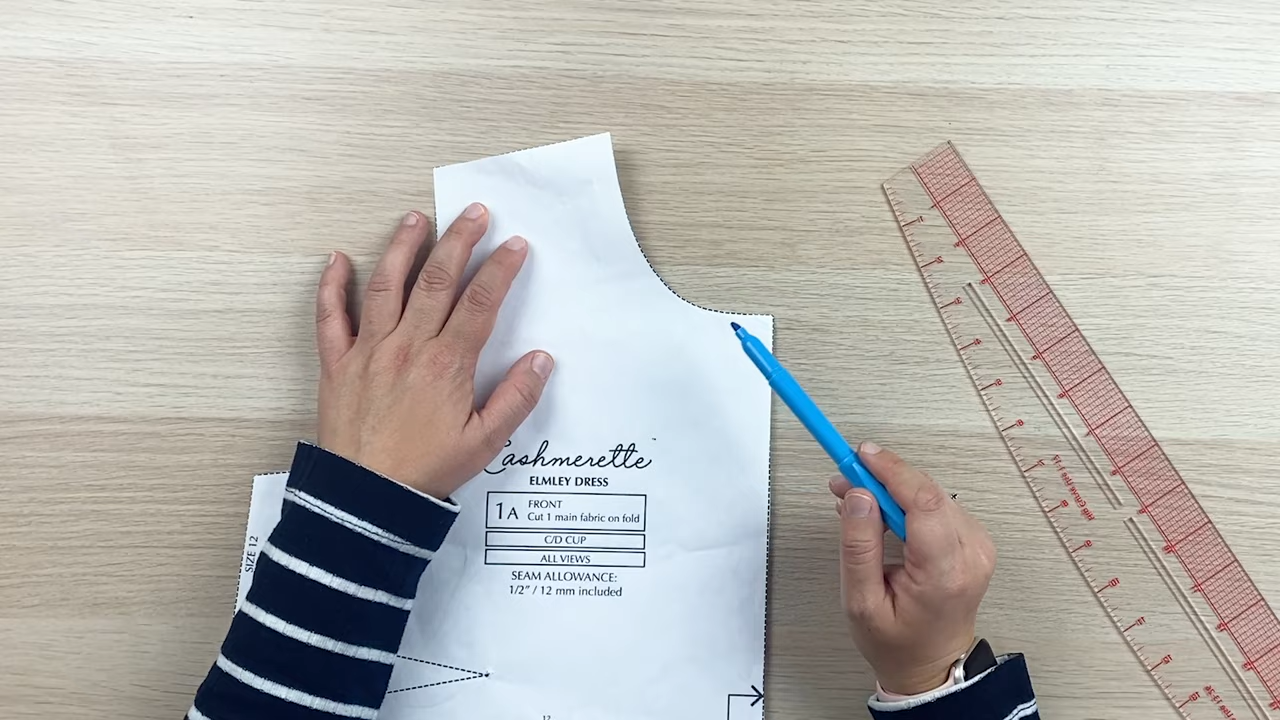 Cashmerette
ELMLEY DRESS
1A
FRONT
Cut 1 main fabric on fold
C/D CUP
ALL VIEWS
SEAM ALLOWANCE:
1/2" / 12 mm included
SIZE 12
12